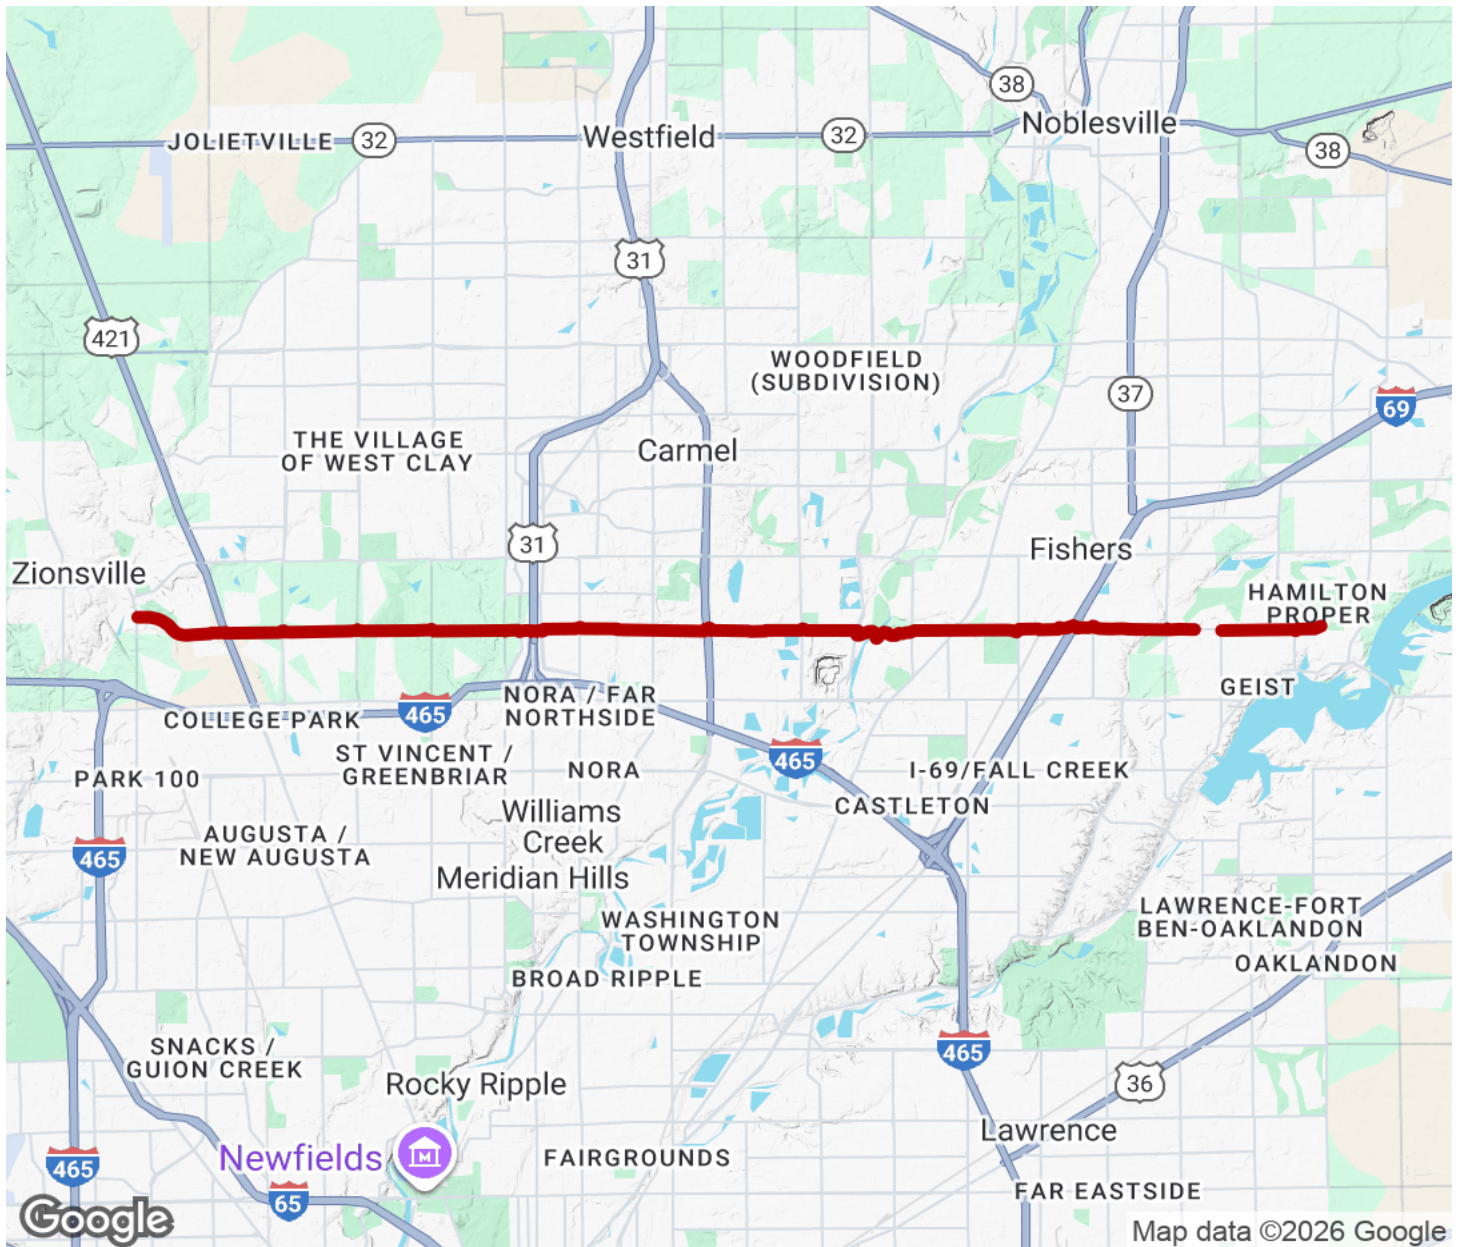 38
Noblesville
JOLIETVILLE
32
Westfield
32
38
31
421
WOODFIELD
(SUBDIVISION)
37
69
THE VILLAGE
OF WEST CLAY
Carmel
31
Fishers
Zionsville
HAMILTON
PROPER
GEIST
NORA / FAR
NORTHSIDE
465
COLLEGE PARK
ST VINCENT /
GREENBRIAR
NORA
465
I-69/FALL CREEK
PARK 100
CASTLETON
Williams
Creek
AUGUSTA /
NEW AUGUSTA
465
Meridian Hills
WASHINGTON
TOWNSHIP
LAWRENCE-FORT
BEN-OAKLANDON
OAKLANDON
BROAD RIPPLE
SNACKS /
GUION CREEK
465
Rocky Ripple
36
Lawrence
Newfields
FAIRGROUNDS
465
FAR EASTSIDE
65
Google
Map data ©2026 Google